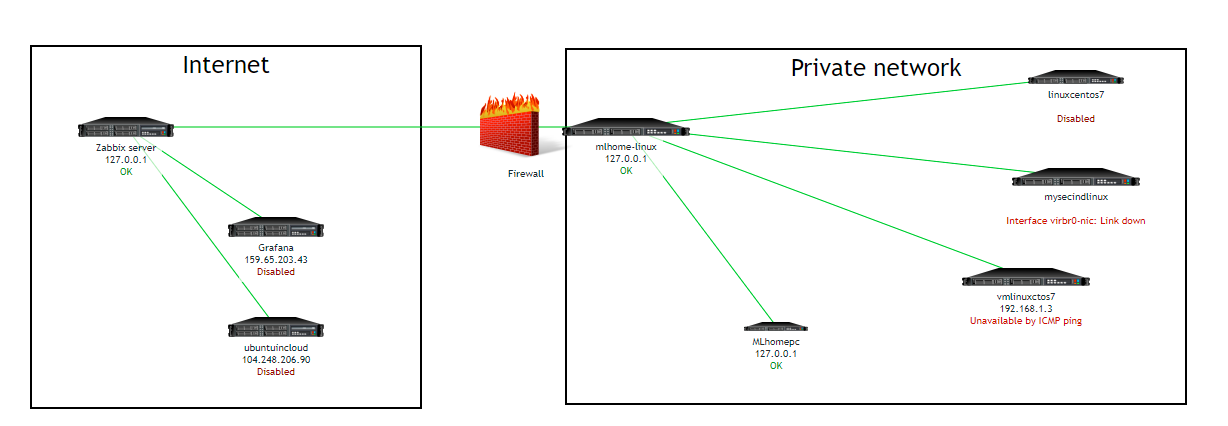 Internet
Zabbix server
127.0.0.1
OK
Grafana
159.65.203.43
Disabled
ubuntuincloud
104.248.206.90
Disabled
Firewall
Private network
mlhome-linux
127.0.0.1
OK
linuxcentos7
Disabled
mysecindlinux
Interface virbr0-nic: Link down
vmlinuxctos7
192.168.1.3
Unavailable by ICMP ping
MLhomepc
127.0.0.1
OK